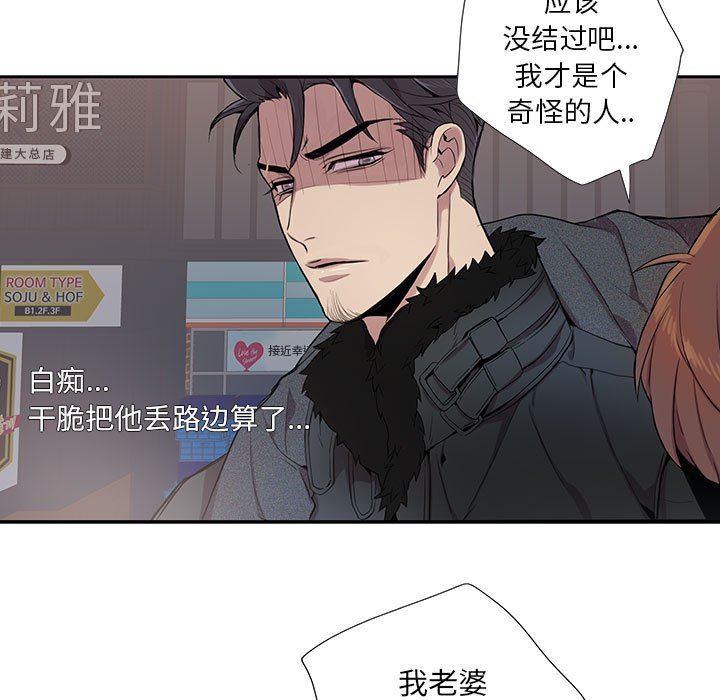 应该
没结过吧...
我才是个
奇怪的人..
莉雅
建大总店
ROOM TYPE
SOJU & HOF
B1.2F.3F
接近幸
白痴...
干脆把他丢路边算了...
我老婆